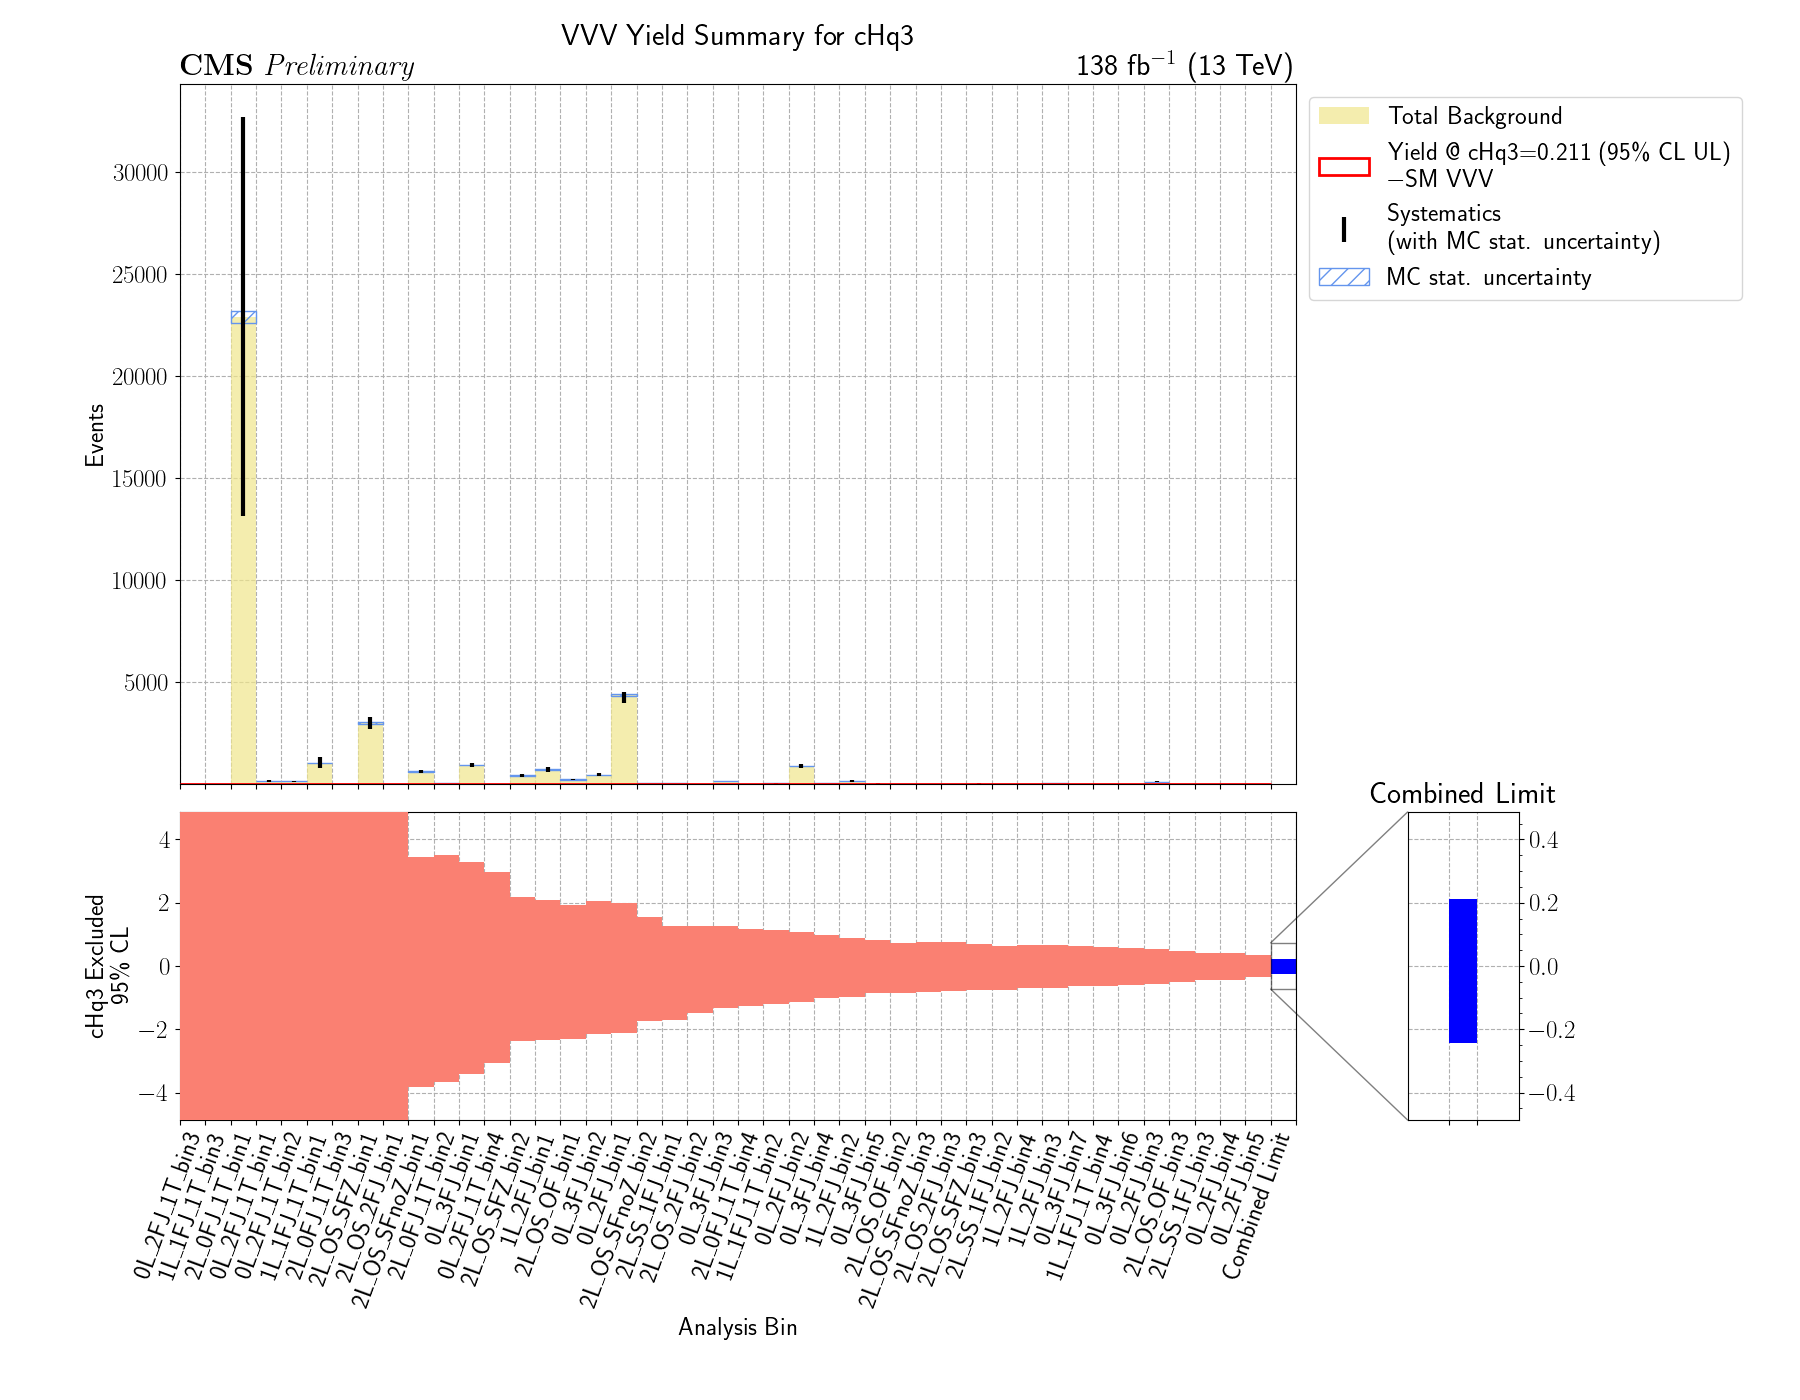 VVV Yield Summary for cHq3
CMS Preliminary
138 fb⁻¹ (13 TeV)
Total Background
Yield @ cHq3=0.211 (95% CL UL)
−SM VVV
Systematics
(with MC stat. uncertainty)
MC stat. uncertainty
30000
25000
20000
15000
10000
5000
Events
Combined Limit
4
2
0
−2
−4
cHq3 Excluded
95% CL
0.4
0.2
0.0
−0.2
−0.4
0L_2FJ_1T_bin3
1L_1FJ_1T_bin3
2L_0FJ_1T_bin1
0L_2FJ_1T_bin1
0L_2FJ_1T_bin2
1L_1FJ_1T_bin1
2L_0FJ_1T_bin3
2L_OS_SFZ_bin1
2L_OS_2FJ_bin1
2L_OS_SFnoZ_bin1
2L_0FJ_1T_bin2
0L_3FJ_bin1
0L_2FJ_1T_bin4
2L_OS_SFZ_bin2
1L_2FJ_bin1
2L_OS_OF_bin1
0L_3FJ_bin2
0L_2FJ_bin1
2L_OS_SFnoZ_bin2
2L_SS_1FJ_bin1
2L_OS_2FJ_bin2
0L_3FJ_bin3
2L_0FJ_1T_bin4
1L_1FJ_1T_bin2
0L_2FJ_bin2
0L_3FJ_bin4
1L_2FJ_bin2
0L_3FJ_bin5
2L_OS_OF_bin2
2L_OS_SFnoZ_bin3
2L_OS_2FJ_bin3
2L_OS_SFZ_bin3
2L_SS_1FJ_bin2
1L_2FJ_bin4
1L_2FJ_bin3
0L_3FJ_bin7
1L_1FJ_1T_bin4
0L_3FJ_bin6
0L_2FJ_bin3
2L_OS_OF_bin3
2L_SS_1FJ_bin3
0L_2FJ_bin4
0L_2FJ_bin5
Combined Limit
Analysis Bin